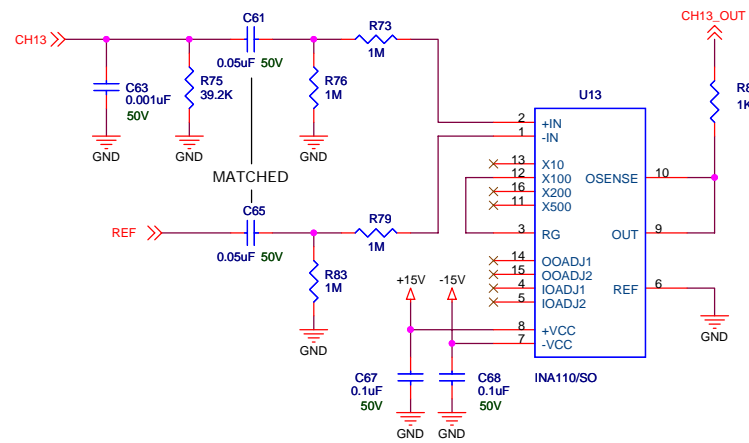 C61
CH13_OUT
CH13
R73
0.05uF 50V
1M
C63
0.001uF
50V
R75
39.2K
R76
1M
U13
R8
1K
GND
GND
GND
2
+IN
1
-IN
MATCHED
13
X10
12
X100
OSENSE
10
16
X200
11
X500
C65
REF
R79
0.05uF 50V
1M
3
RG
OUT
9
R83
1M
14
OOADJ1
15
OOADJ2
4
IOADJ1
5
IOADJ2
REF
6
+15V
-15V
GND
GND
8
+VCC
7
-VCC
C67
0.1uF
50V
C68
0.1uF
50V
INA110/SO
GND
GND